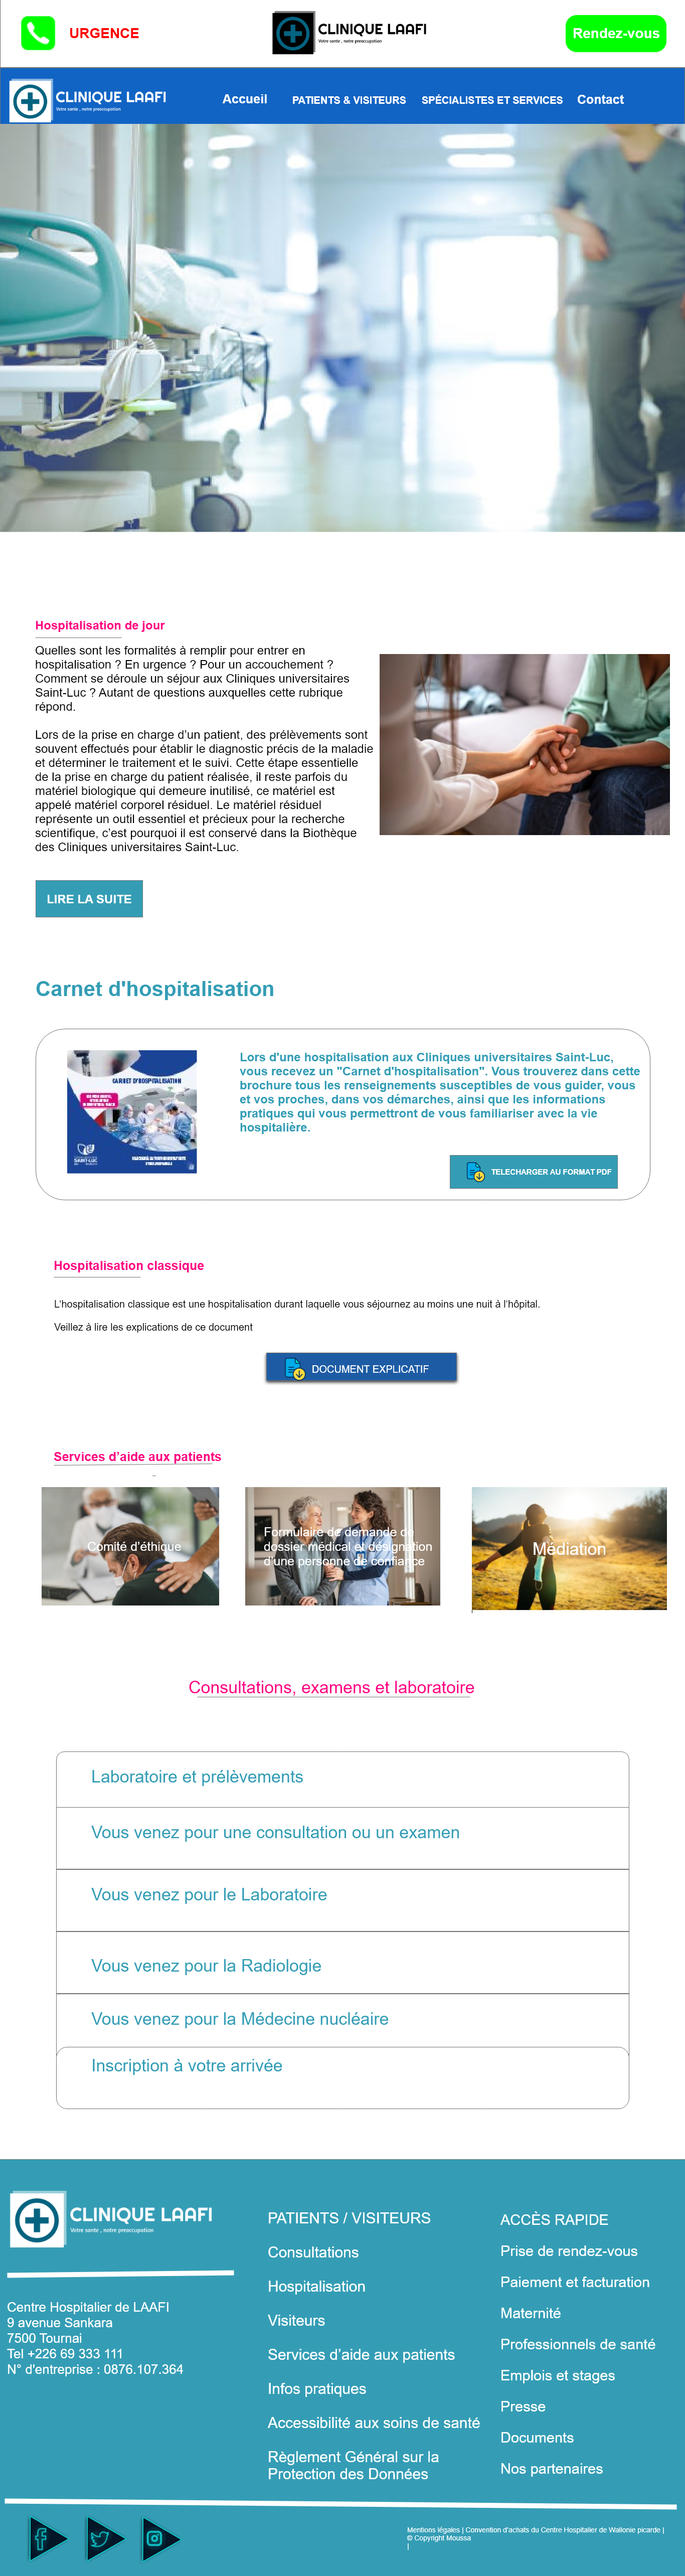 URGENCE
CLINIQUE LAAFI
Votre sante , notre preoccupation
Rendez-vous
CLINIQUE LAAFI
Votre sante , notre preoccupation
Accueil
PATIENTS & VISITEURS
SPÉCIALISTES ET SERVICES
Contact
Hospitalisation de jour
Quelles sont les formalités à remplir pour entrer en
hospitalisation ? En urgence ? Pour un accouchement ?
Comment se déroule un séjour aux Cliniques universitaires
Saint-Luc ? Autant de questions auxquelles cette rubrique
répond.
Lors de la prise en charge d’un patient, des prélèvements sont
souvent effectués pour établir le diagnostic précis de la maladie
et déterminer le traitement et le suivi. Cette étape essentielle
de la prise en charge du patient réalisée, il reste parfois du
matériel biologique qui demeure inutilisé, ce matériel est
appelé matériel corporel résiduel. Le matériel résiduel
représente un outil essentiel et précieux pour la recherche
scientifique, c’est pourquoi il est conservé dans la Biothèque
des Cliniques universitaires Saint-Luc.
LIRE LA SUITE
Carnet d'hospitalisation
CARNET D'HOSPITALISATION
SAINT-LUC
Lors d'une hospitalisation aux Cliniques universitaires Saint-Luc,
vous recevez un "Carnet d'hospitalisation". Vous trouverez dans cette
brochure tous les renseignements susceptibles de vous guider, vous
et vos proches, dans vos démarches, ainsi que les informations
pratiques qui vous permettront de vous familiariser avec la vie
hospitalière.
TELECHARGER AU FORMAT PDF
Hospitalisation classique
L'hospitalisation classique est une hospitalisation durant laquelle vous séjournez au moins une nuit à l'hôpital.
Veillez à lire les explications de ce document
DOCUMENT EXPLICATIF
Services d’aide aux patients
Comité d’éthique
Formulaire de demande de
dossier médical et désignation
d'une personne de confiance
Médiation
Consultations, examens et laboratoire
Laboratoire et prélèvements
Vous venez pour une consultation ou un examen
Vous venez pour le Laboratoire
Vous venez pour la Radiologie
Vous venez pour la Médecine nucléaire
Inscription à votre arrivée
CLINIQUE LAAFI
Votre sante , notre preoccupation
Centre Hospitalier de LAAFI
9 avenue Sankara
7500 Tournai
Tel +226 69 333 111
N° d'entreprise : 0876.107.364
PATIENTS / VISITEURS
Consultations
Hospitalisation
Visiteurs
Services d’aide aux patients
Infos pratiques
Accessibilité aux soins de santé
Règlement Général sur la
Protection des Données
ACCÈS RAPIDE
Prise de rendez-vous
Paiement et facturation
Maternité
Professionnels de santé
Emplois et stages
Presse
Documents
Nos partenaires
Mentions légales | Convention d'achats du Centre Hospitalier de Wallonie picarde |
© Copyright Moussa
|